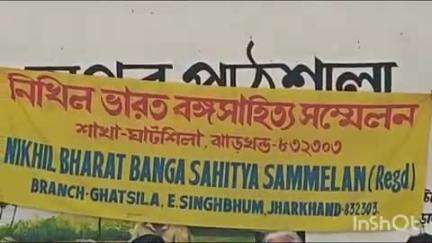 পাঠশালা
নিখিল ভারত বঙ্গসাহিত্য সম্মেলন
শাখা-ঘাটশিলা, ঝাড়খন্ড-৮৩২৩০৩
NIKHIL BHARAT BANGA SAHITYA SAMMELAN (Regd)
BRANCH-GHATSILA, E. SINGHBHUM, JHARKHAND-832303.
InShOt